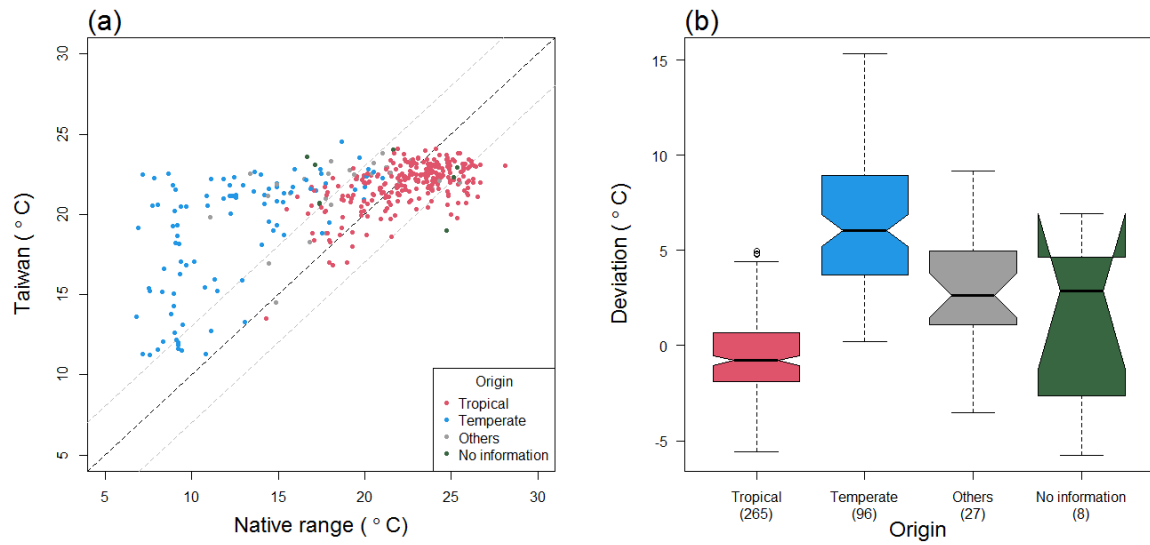 (a)
30
25
20
15
10
5
Taiwan ( ° C)
5 10 15 20 25 30
Native range ( ° C)
Origin
Tropical
Temperate
Others
No information
(b)
15
10
5
0
-5
Deviation ( ° C)
Tropical Temperate Others No information
(265) (96) (27) (8)
Origin